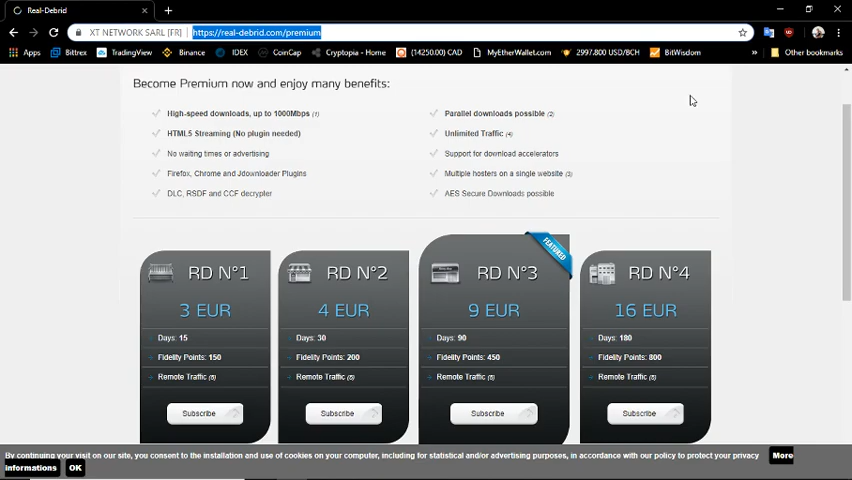 Real-Debrid
XT NETWORK SARL [FR]
https://real-debrid.com/premium
Apps
Bittrex
TradingView
Binance
IDEX
CoinCap
Cryptopia - Home
(14250.00) CAD
MyEtherWallet.com
2997.800 USD/BCH
BitWisdom
»
Other bookmarks
Become Premium now and enjoy many benefits:
High-speed downloads, up to 1000Mbps (1)
Parallel downloads possible (2)
HTML5 Streaming (No plugin needed)
Unlimited Traffic (4)
No waiting times or advertising
Support for download accelerators
Firefox, Chrome and Jdownloader Plugins
Multiple hosters on a single website (3)
DLC, RSDF and CCF decrypter
AES Secure Downloads possible
FEATURED
RD N°1
3 EUR
Days: 15
Fidelity Points: 150
Remote Traffic (6)
Subscribe
RD N°2
4 EUR
Days: 30
Fidelity Points: 200
Remote Traffic (6)
Subscribe
RD N°3
9 EUR
Days: 90
Fidelity Points: 450
Remote Traffic (6)
Subscribe
RD N°4
16 EUR
Days: 180
Fidelity Points: 800
Remote Traffic (6)
Subscribe
By continuing your visit on our site, you consent to the installation and use of cookies on your computer, including for statistical and/or advertising purposes, in accordance with our policy to protect your privacy
More
informations
OK